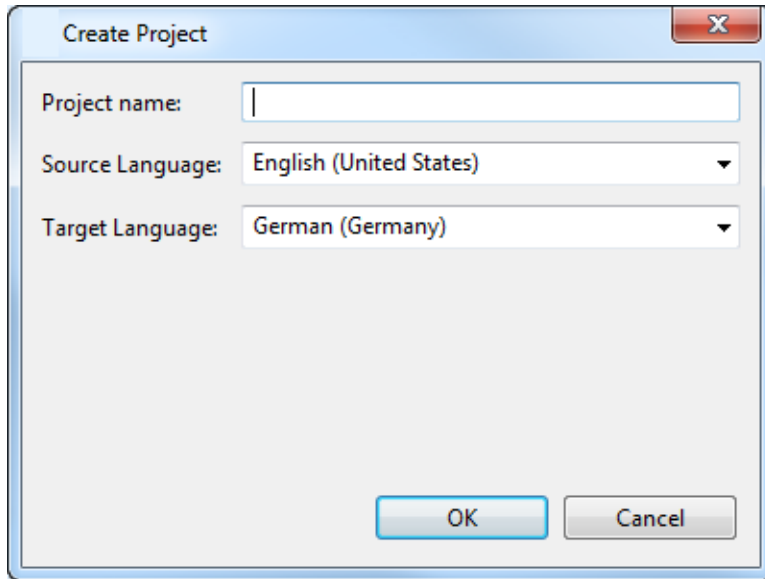 Create Project
Project name:
Source Language: English (United States)
Target Language: German (Germany)
OK Cancel